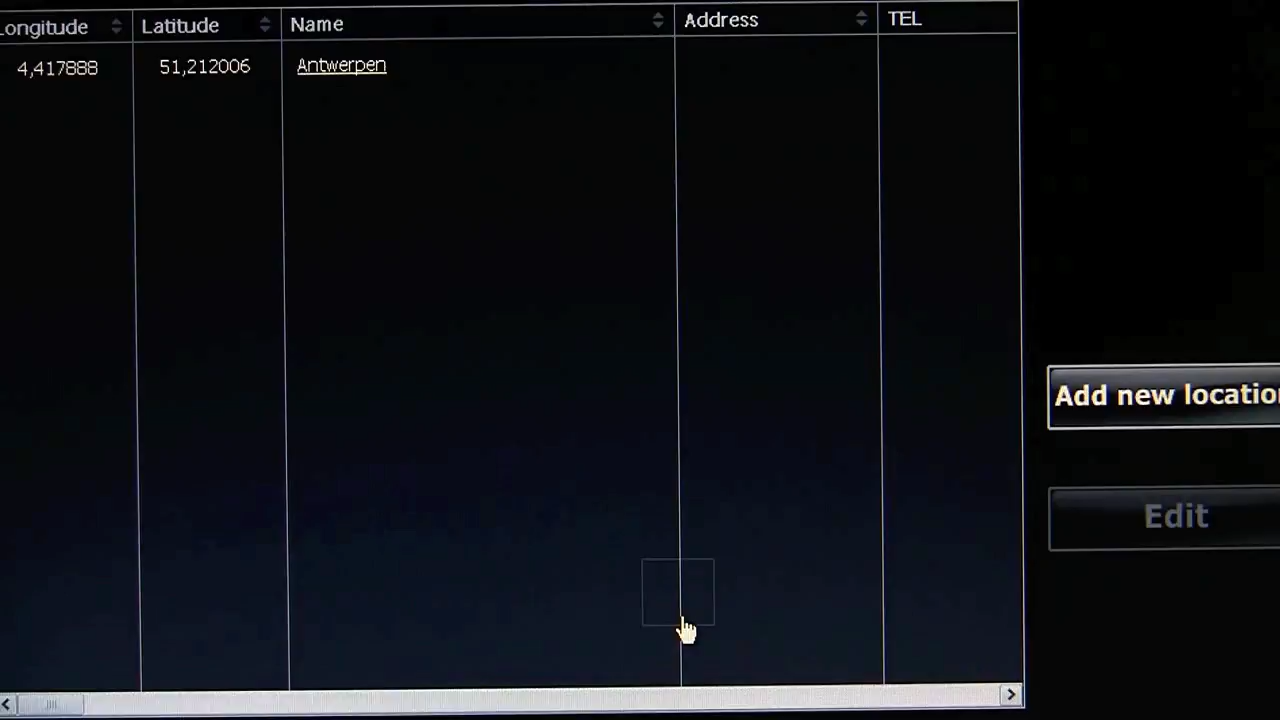 Longitude Latitude Name Address TEL
4,417888 51,212006 Antwerpen
Add new locatio
Edit